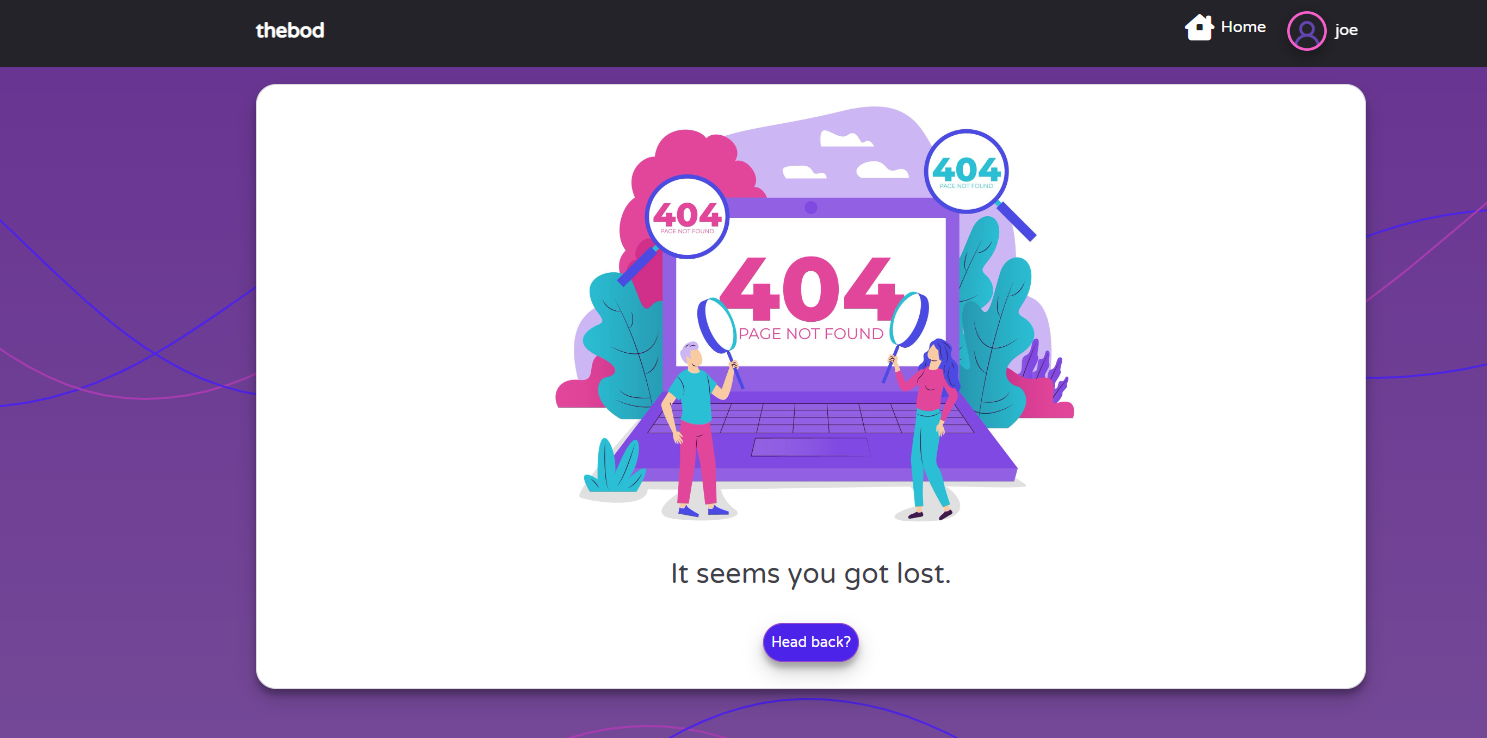 thebod
Home
joe
404
PAGE NOT FOUND
404
PAGE NOT FOUND
404
PAGE NOT FOUND
It seems you got lost.
Head back?